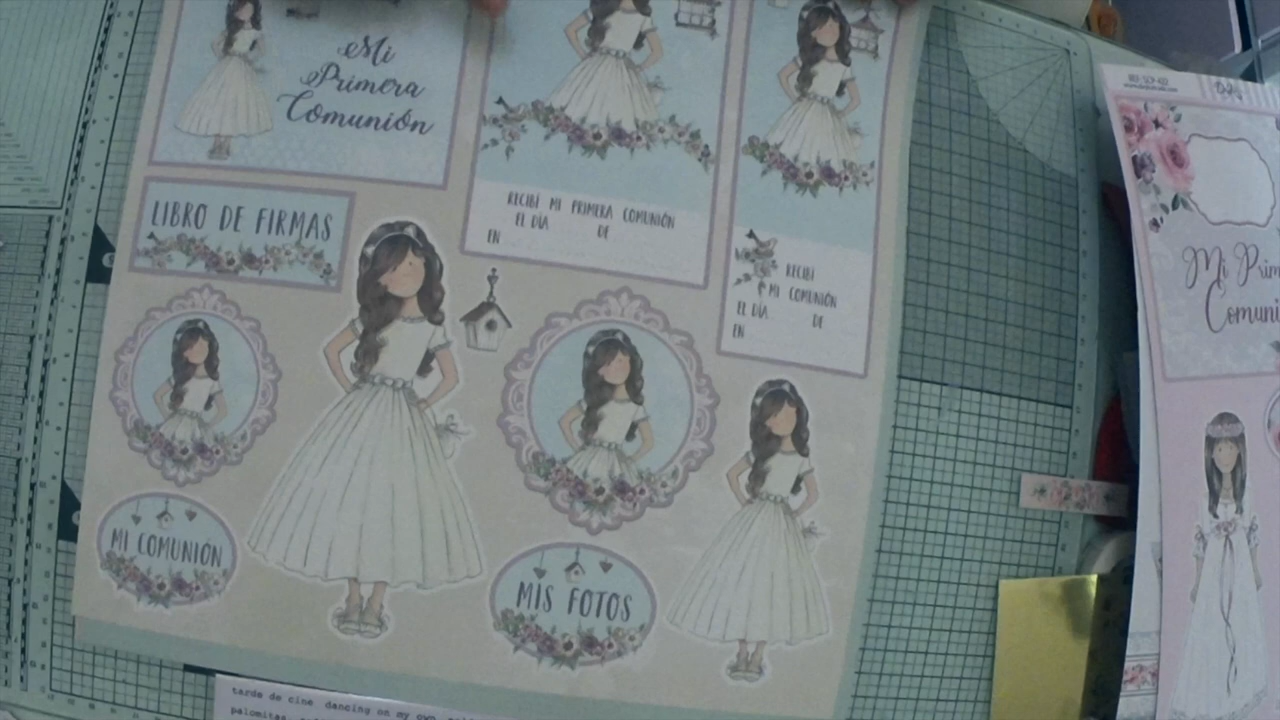 Mi
Primera
Comunión
LIBRO DE FIRMAS
RECIBÍ MI PRIMERA COMUNIÓN
EL DÍA DE
EN
RECIBÍ
MI COMUNIÓN
EL DÍA DE
EN
MI COMUNIÓN
MIS FOTOS
Mi Prim
Comuni
tarde de cine dancing on my own
palomitas